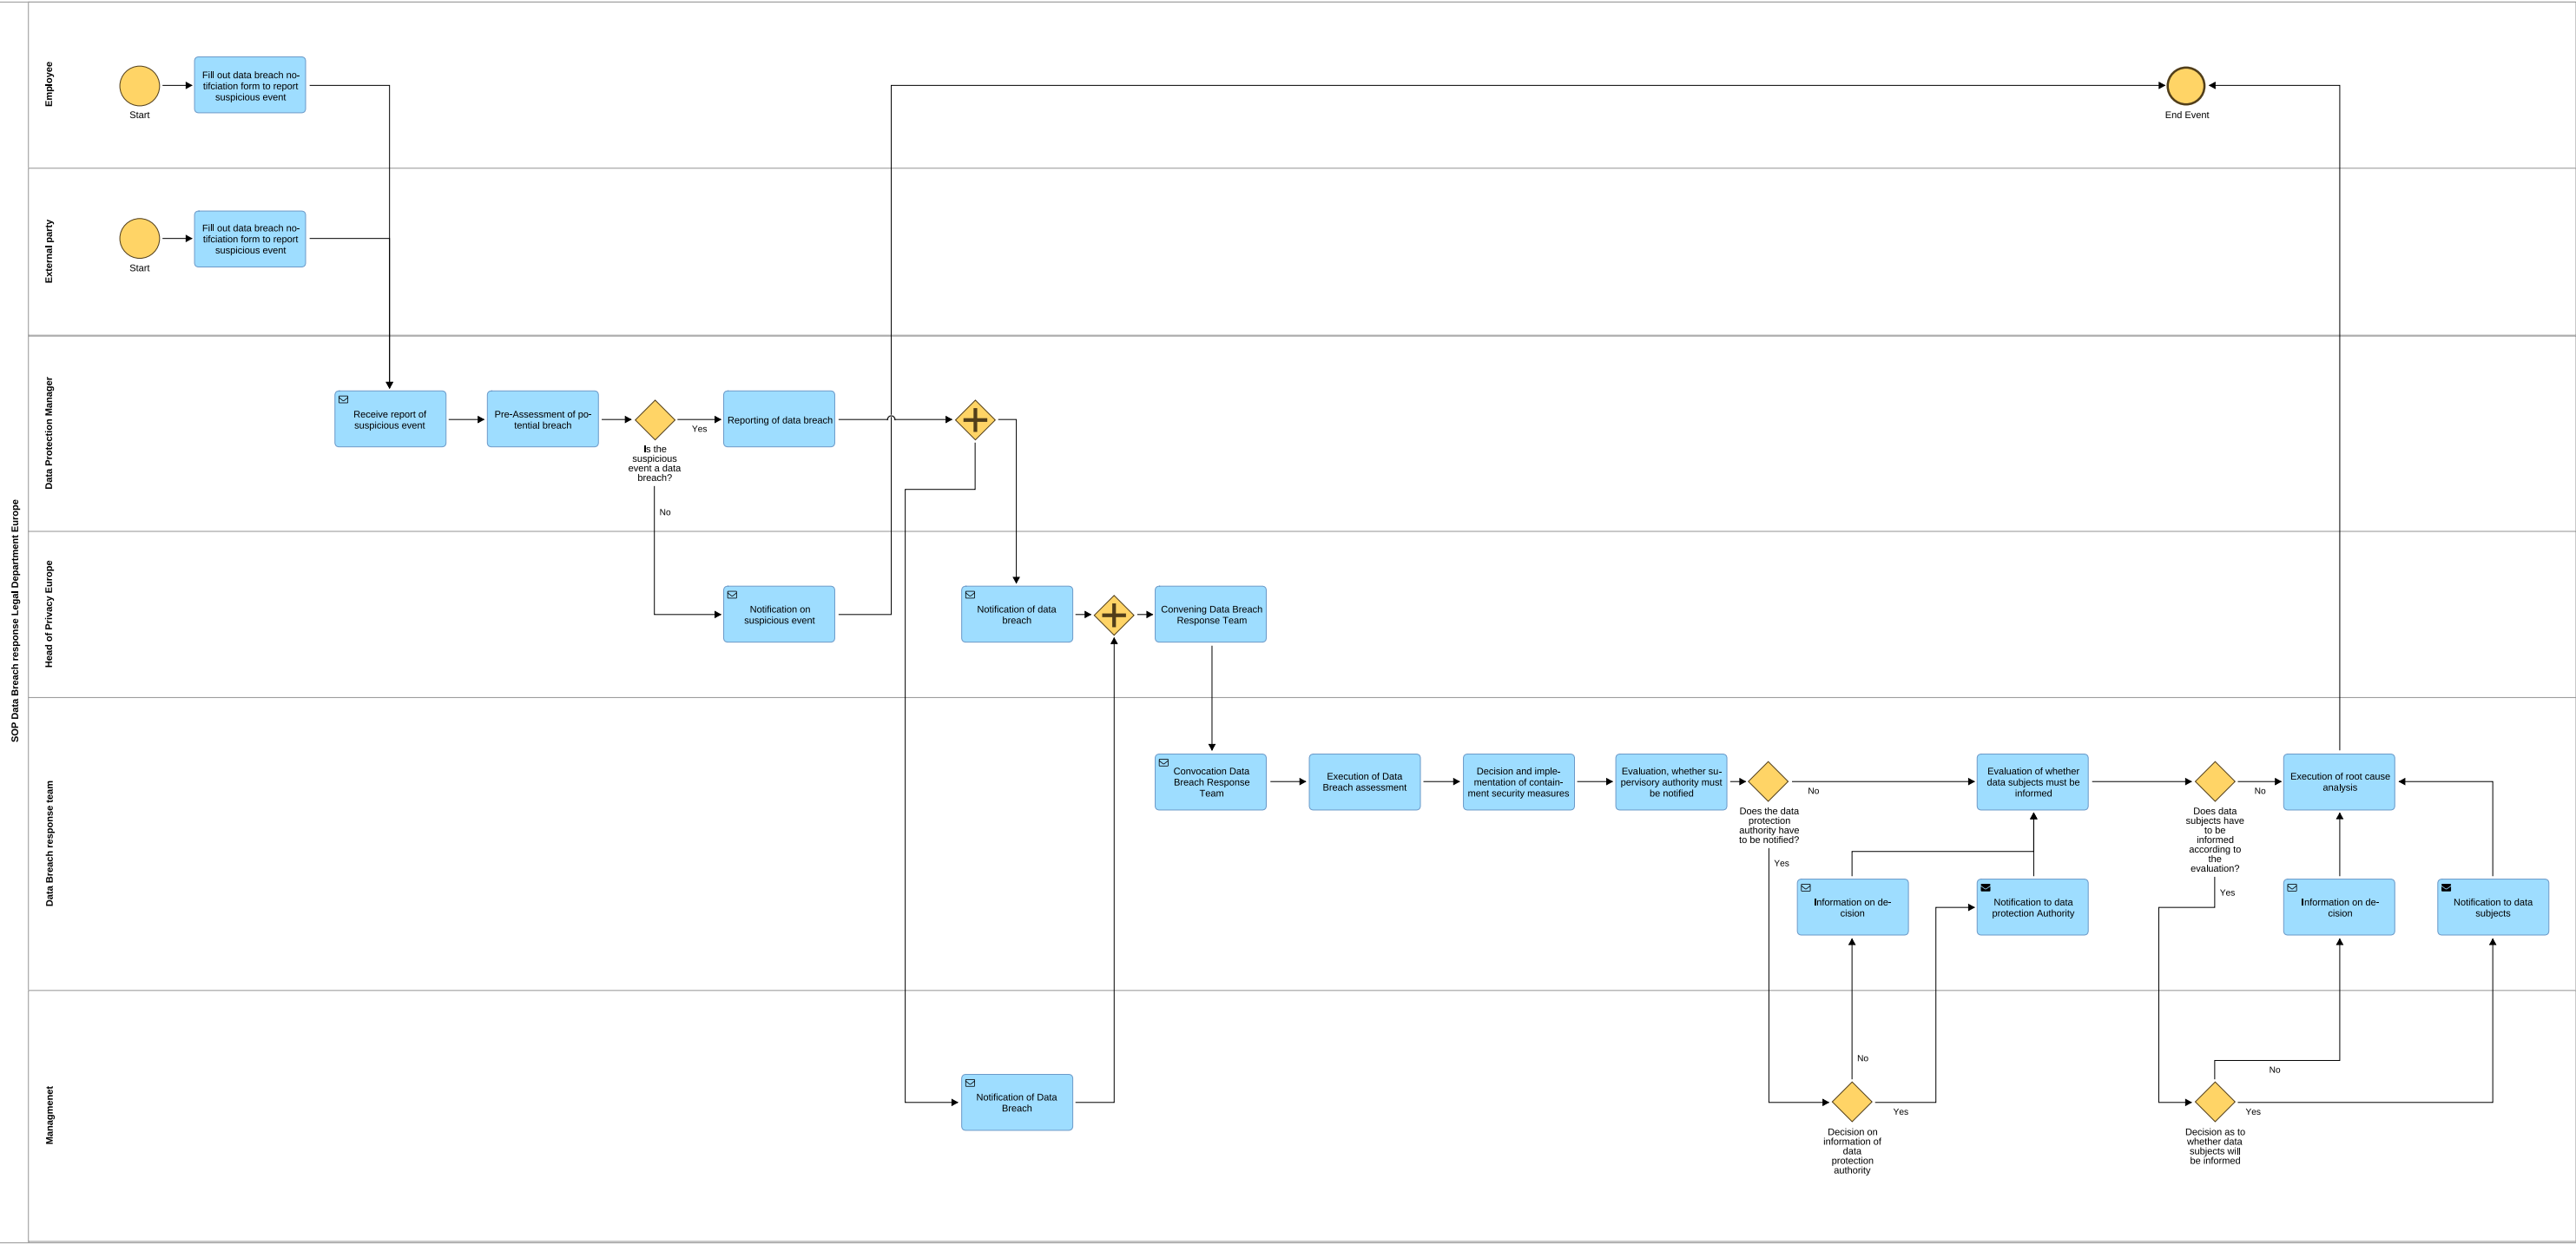 SOP Data Breach response Legal Department Europe
Employee
Start
Fill out data breach no-
tifciation form to report
suspicious event
End Event
External party
Start
Fill out data breach no-
tifciation form to report
suspicious event
Data Protection Manager
Receive report of
suspicious event
Pre-Assessment of po-
tential breach
Is the
suspicious
event a data
breach?
Yes
No
Reporting of data breach
Head of Privacy Europe
Notification on
suspicious event
Notification of data
breach
Convening Data Breach
Response Team
Data Breach response team
Convocation Data
Breach Response
Team
Execution of Data
Breach assessment
Decision and imple-
mentation of contain-
ment security measures
Evaluation, whether su-
pervisory authority must
be notified
Does the data
protection
authority have
to be notified?
No
Yes
Evaluation of whether
data subjects must be
informed
Does data
subjects have
to be
informed
according to
the
evaluation?
No
Yes
Execution of root cause
analysis
Information on de-
cision
Notification to data
protection Authority
Information on de-
cision
Notification to data
subjects
Managmenet
Notification of Data
Breach
No
Yes
Decision on
information of
data
protection
authority
No
Yes
Decision as to
whether data
subjects will
be informed